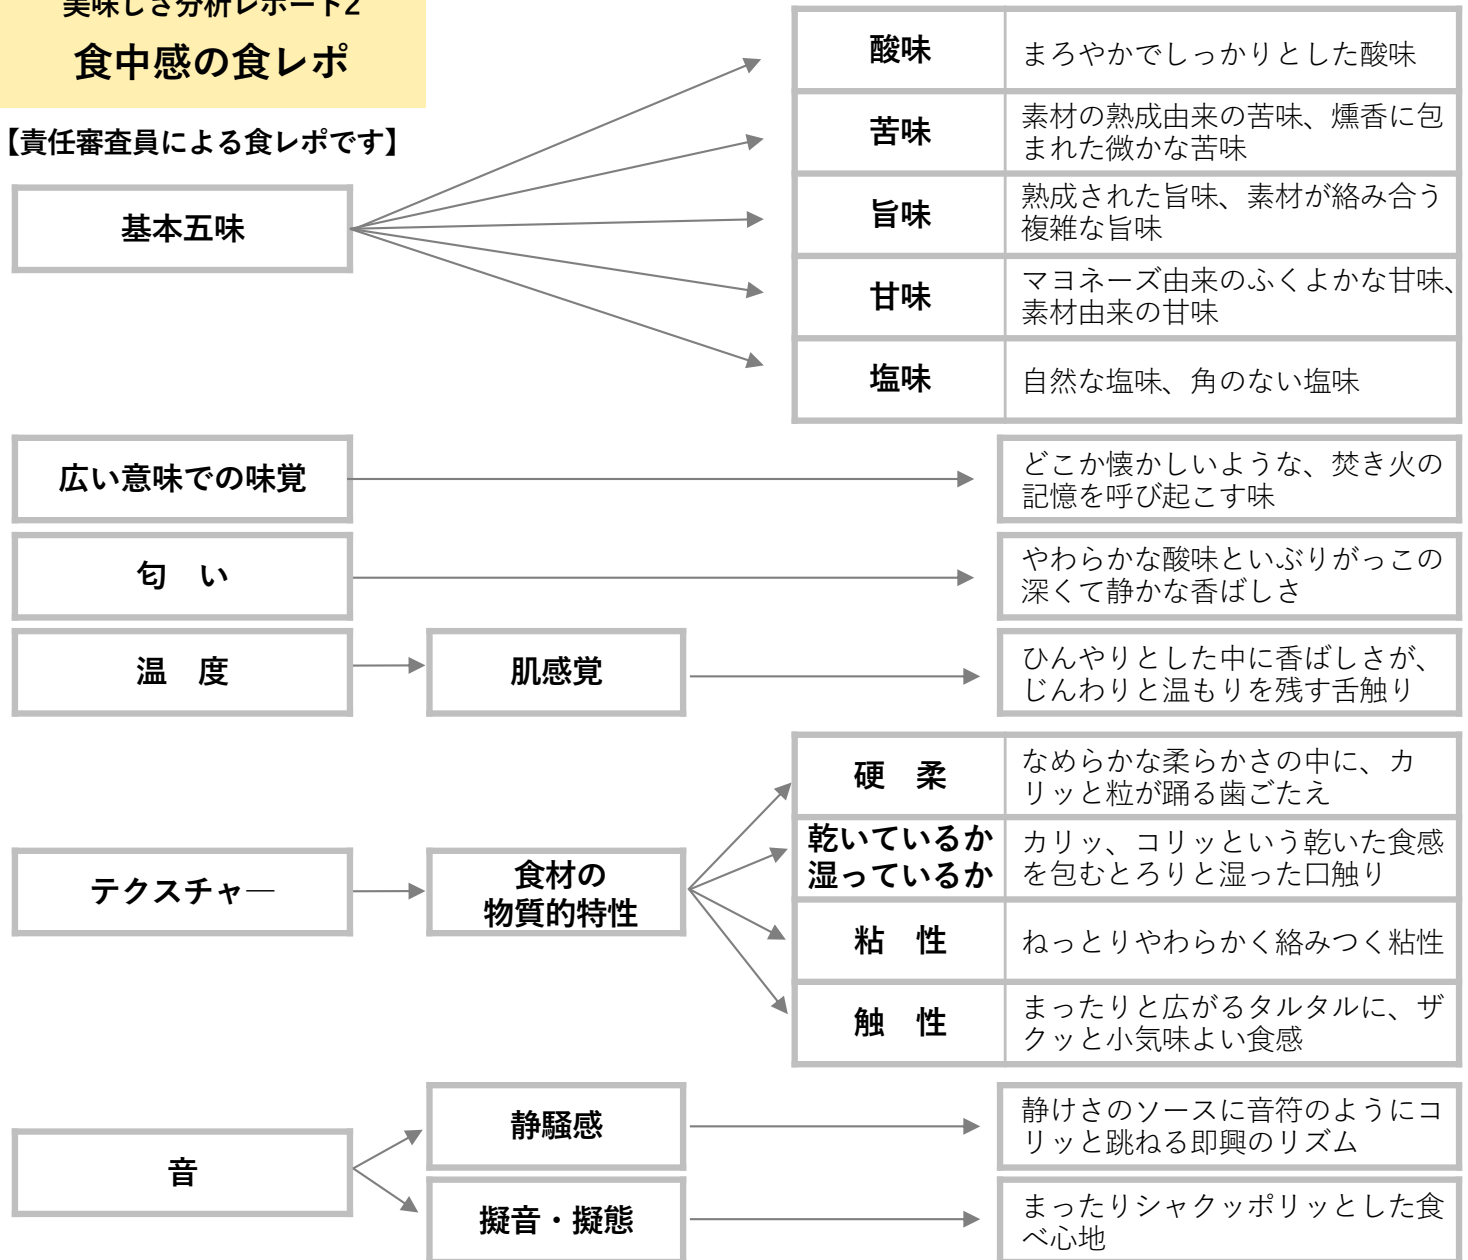 美味しさ分析レポート2
食中感の食レポ
【責任審査員による食レポです】
基本五味
酸味
まろやかでしっかりとした酸味
苦味
素材の熟成由来の苦味、燻香に包
まれた微かな苦味
旨味
熟成された旨味、素材が絡み合う
複雑な旨味
甘味
マヨネーズ由来のふくよかな甘味、
素材由来の甘味
塩味
自然な塩味、角のない塩味
広い意味での味覚
どこか懐かしいような、焚き火の
記憶を呼び起こす味
匂　い
やわらかな酸味といぶりがっこの
深くて静かな香ばしさ
温　度
肌感覚
ひんやりとした中に香ばしさが、
じんわりと温もりを残す舌触り
テクスチャ―
食材の
物質的特性
硬　柔
なめらかな柔らかさの中に、カ
リッと粒が踊る歯ごたえ
乾いているか
湿っているか
カリッ、コリッという乾いた食感
を包むとろりと湿った口触り
粘　性
ねっとりやわらかく絡みつく粘性
触　性
まったりと広がるタルタルに、ザ
クッと小気味よい食感
音
静騒感
静けさのソースに音符のようにコ
リッと跳ねる即興のリズム
擬音・擬態
まったりシャクッポリッとした食
べ心地